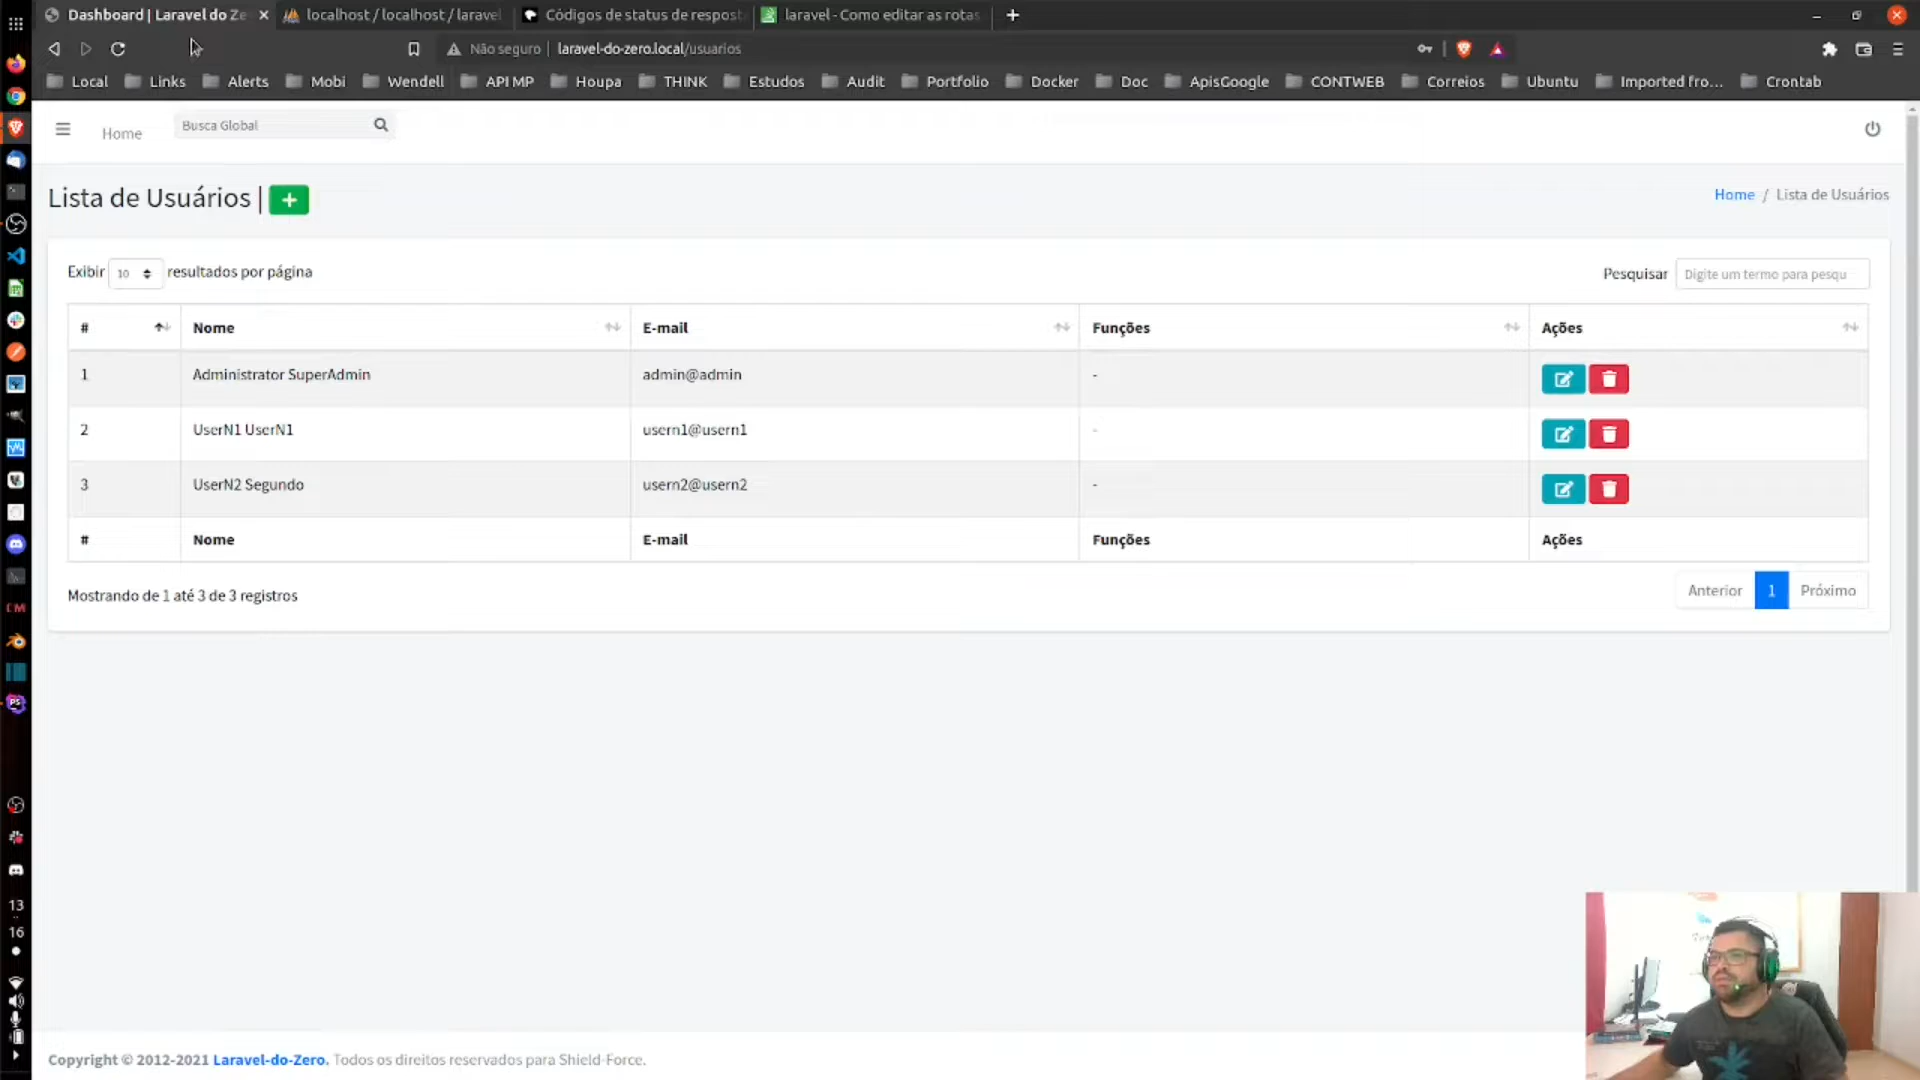 Dashboard | Laravel do Ze
localhost / localhost / laravel
Códigos de status de respost
laravel - Como editar as rotas
Não seguro
laravel-do-zero.local/usuarios
Local
Links
Alerts
Mobi
Wendell
API MP
Houpa
THINK
Estudos
Audit
Portfolio
Docker
Doc
ApisGoogle
CONTWEB
Correios
Ubuntu
Imported fro...
Crontab
Home
Busca Global
Lista de Usuários |
Home / Lista de Usuários
Exibir 10 resultados por página
Pesquisar Digite um termo para pesqu
# Nome E-mail Funções Ações
1 Administrator SuperAdmin admin@admin -
2 UserN1 UserN1 usern1@usern1 -
3 UserN2 Segundo usern2@usern2 -
# Nome E-mail Funções Ações
Mostrando de 1 até 3 de 3 registros
Anterior 1 Próximo
13
16
Copyright © 2012-2021 Laravel-do-Zero. Todos os direitos reservados para Shield-Force.